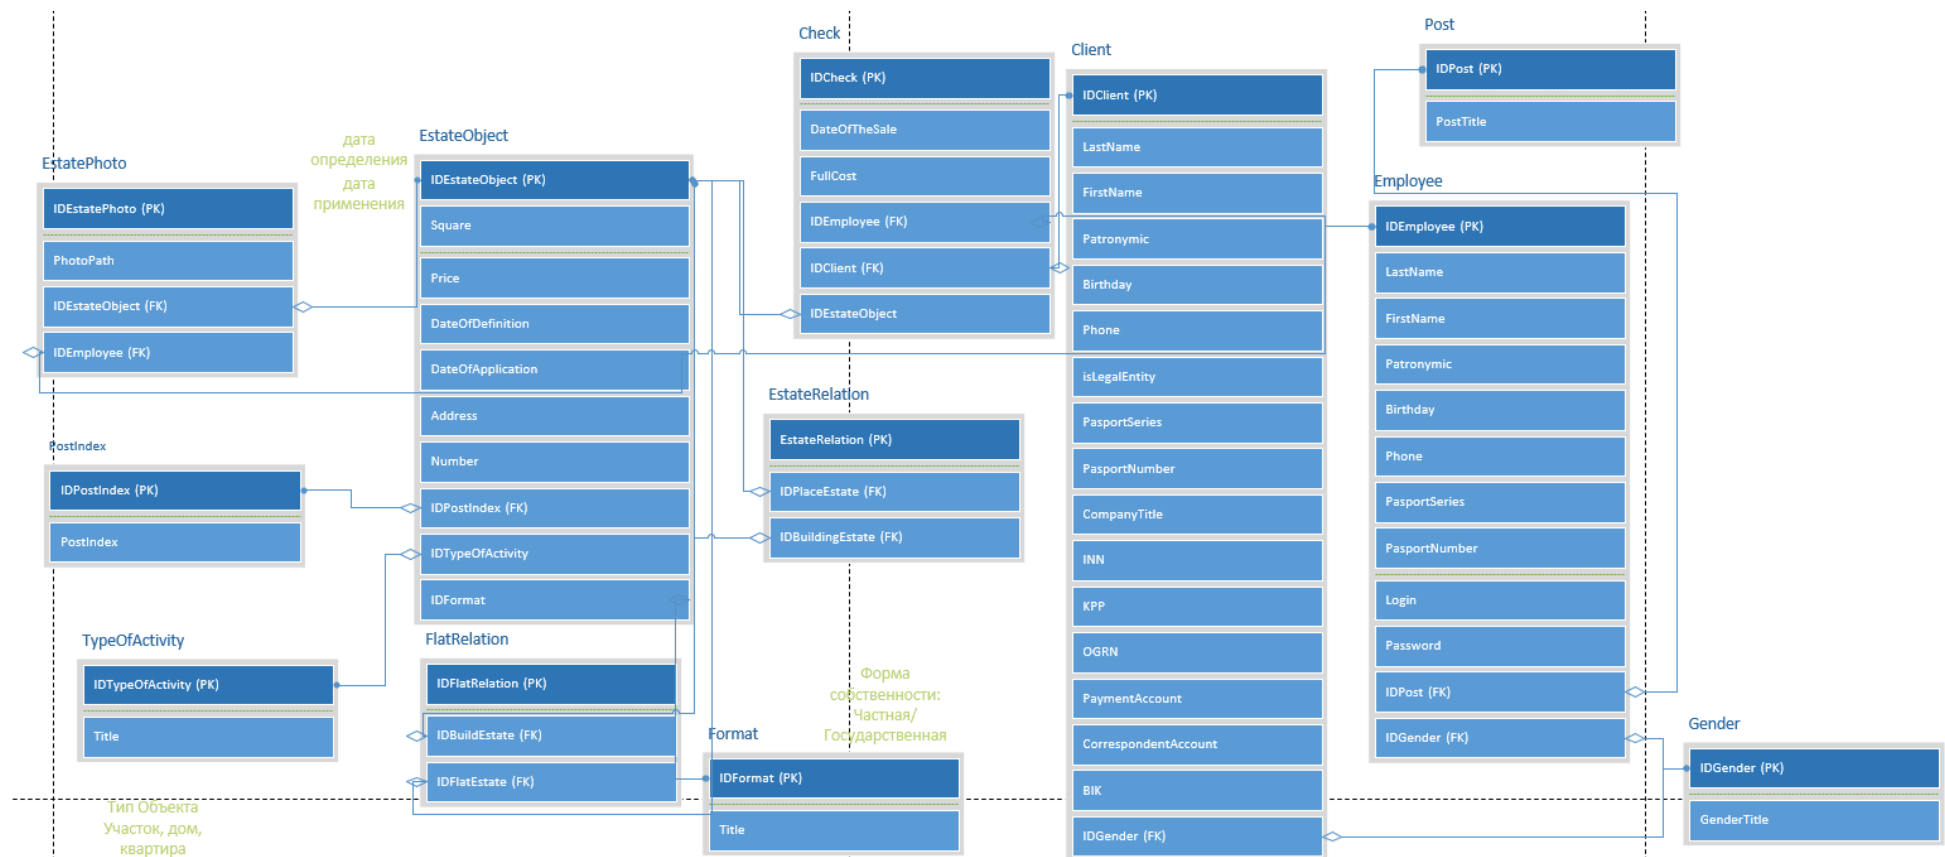 EstatePhoto
IDEstatePhoto (PK)
PhotoPath
IDEstateObject (FK)
IDEmployee (FK)
PostIndex
IDPostIndex (PK)
PostIndex
TypeOfActivity
IDTypeOfActivity (PK)
Title
Тип Объекта
Участок, дом,
квартира
дата
определения
дата
применения
EstateObject
IDEstateObject (PK)
Square
Price
DateOfDefinition
DateOfApplication
Address
Number
IDPostIndex (FK)
IDTypeOfActivity
IDFormat
FlatRelation
IDFlatRelation (PK)
IDBuildEstate (FK)
IDFlatEstate (FK)
Check
IDCheck (PK)
DateOfTheSale
FullCost
IDEmployee (FK)
IDClient (FK)
IDEstateObject
EstateRelation
EstateRelation (PK)
IDPlaceEstate (FK)
IDBuildingEstate (FK)
Форма
собственности:
Частная/
Государственная
Format
IDFormat (PK)
Title
Client
IDClient (PK)
LastName
FirstName
Patronymic
Birthday
Phone
isLegalEntity
PasportSeries
PasportNumber
CompanyTitle
INN
KPP
OGRN
PaymentAccount
CorrespondentAccount
BIK
IDGender (FK)
Post
IDPost (PK)
PostTitle
Employee
IDEmployee (PK)
LastName
FirstName
Patronymic
Birthday
Phone
PasportSeries
PasportNumber
Login
Password
IDPost (FK)
IDGender (FK)
Gender
IDGender (PK)
GenderTitle